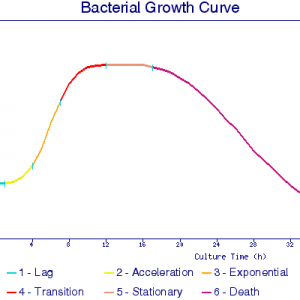 Bacterial Growth Curve
4 8 12 16 20 24 28 32
Culture Time (h)
1 - Lag 2 - Acceleration 3 - Exponential
4 - Transition 5 - Stationary 6 - Death